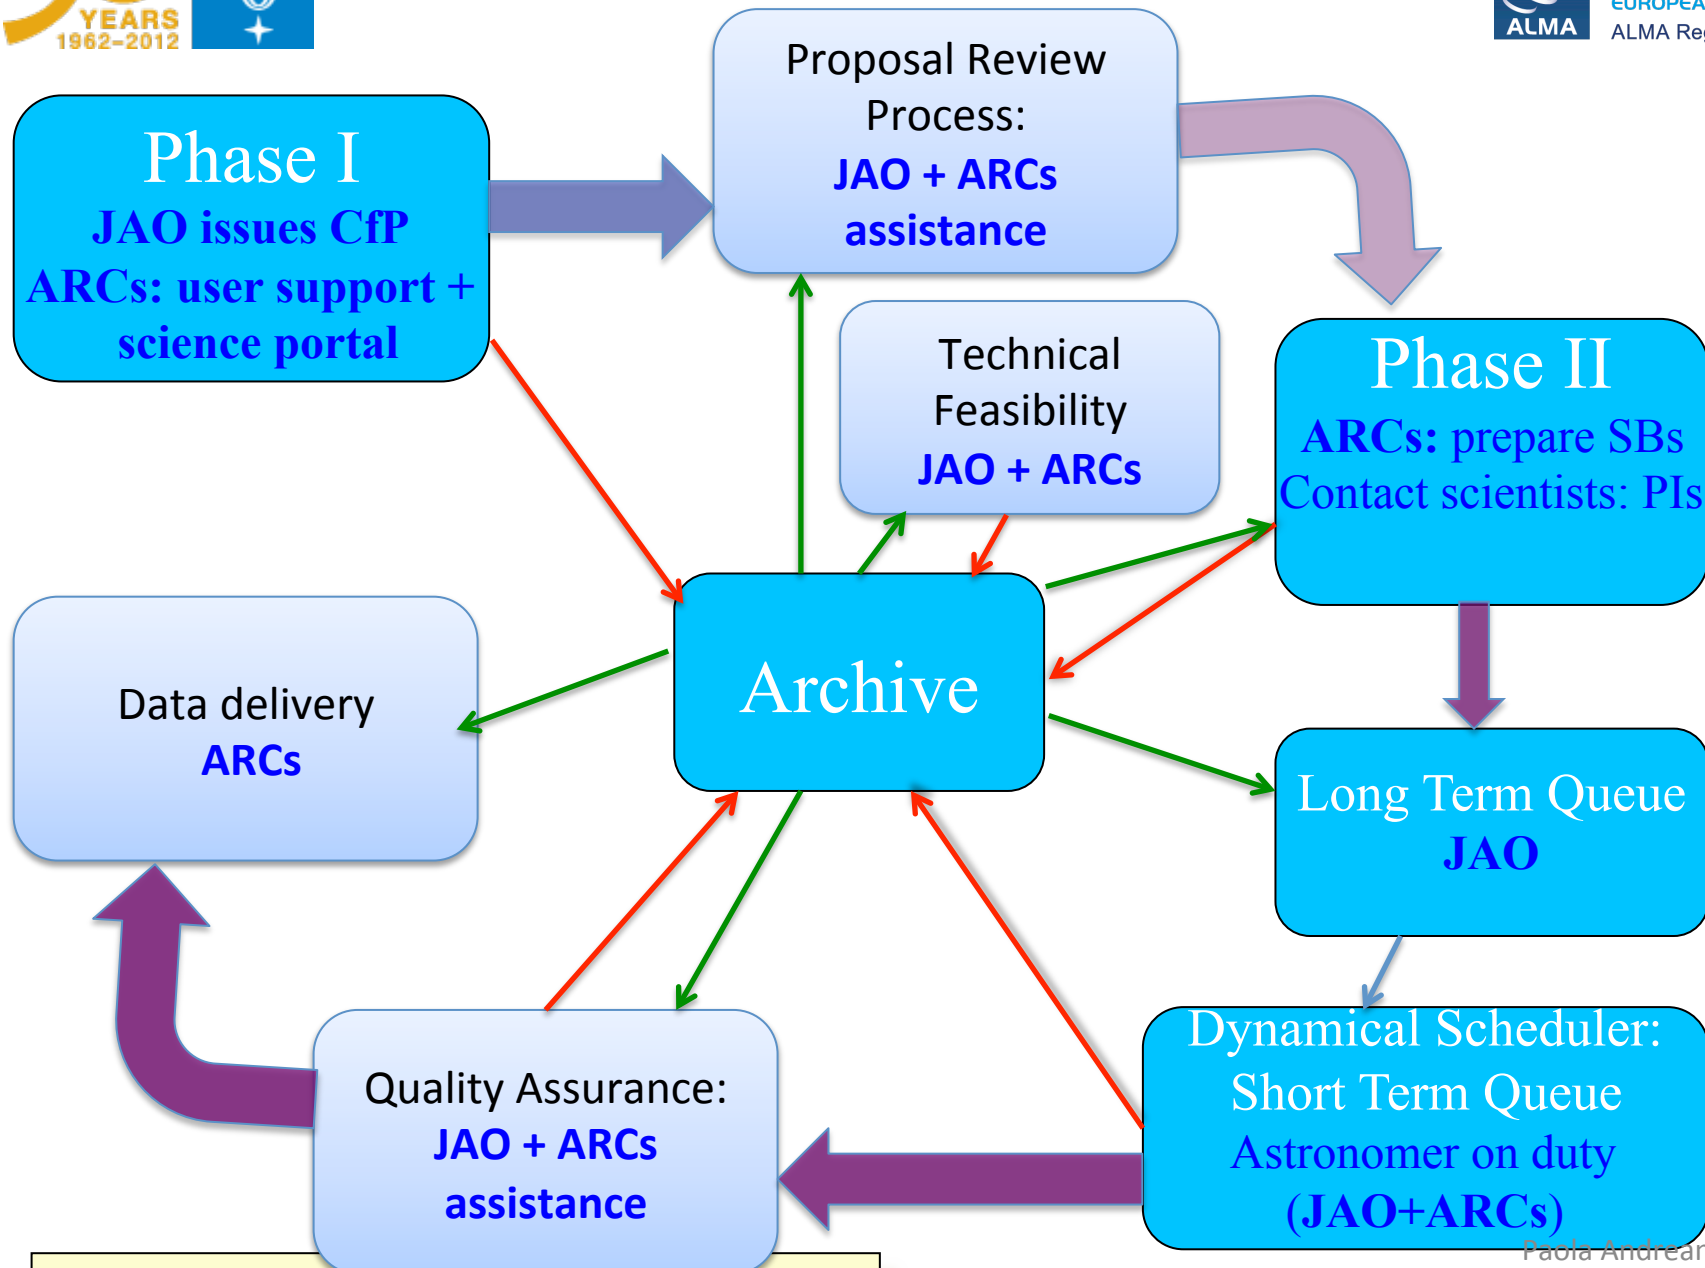 YEARS
1962-2012
ALMA
ALMA
Phase I
JAO issues CfP
ARCs: user support +
science portal
Proposal Review
Process:
JAO + ARCs
assistance
Technical
Feasibility
JAO + ARCs
Phase II
ARCs: prepare SBs
Contact scientists: PIs
Archive
Data delivery
ARCs
Long Term Queue
JAO
Quality Assurance:
JAO + ARCs
assistance
Dynamical Scheduler:
Short Term Queue
Astronomer on duty
(JAO+ARCs)
Paola